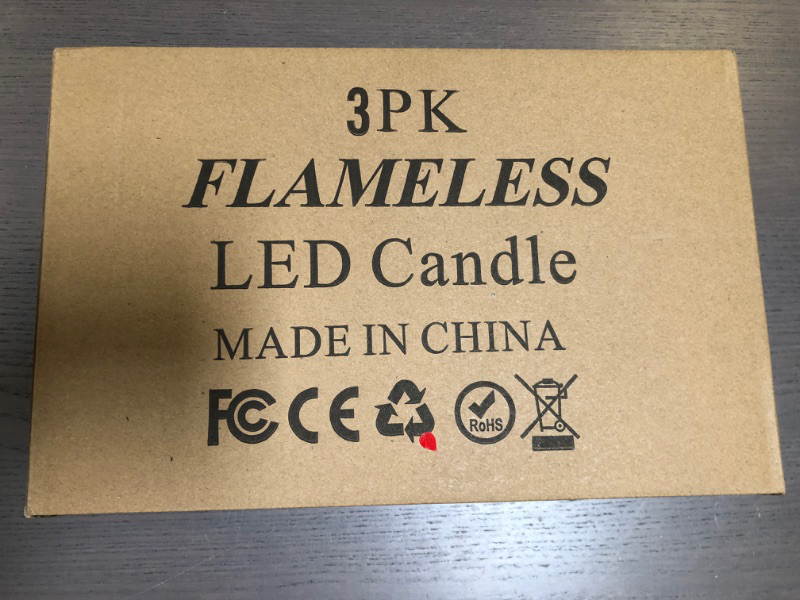 3PK
FLAMELESS
LED Candle
MADE IN CHINA
FC CE RoHS